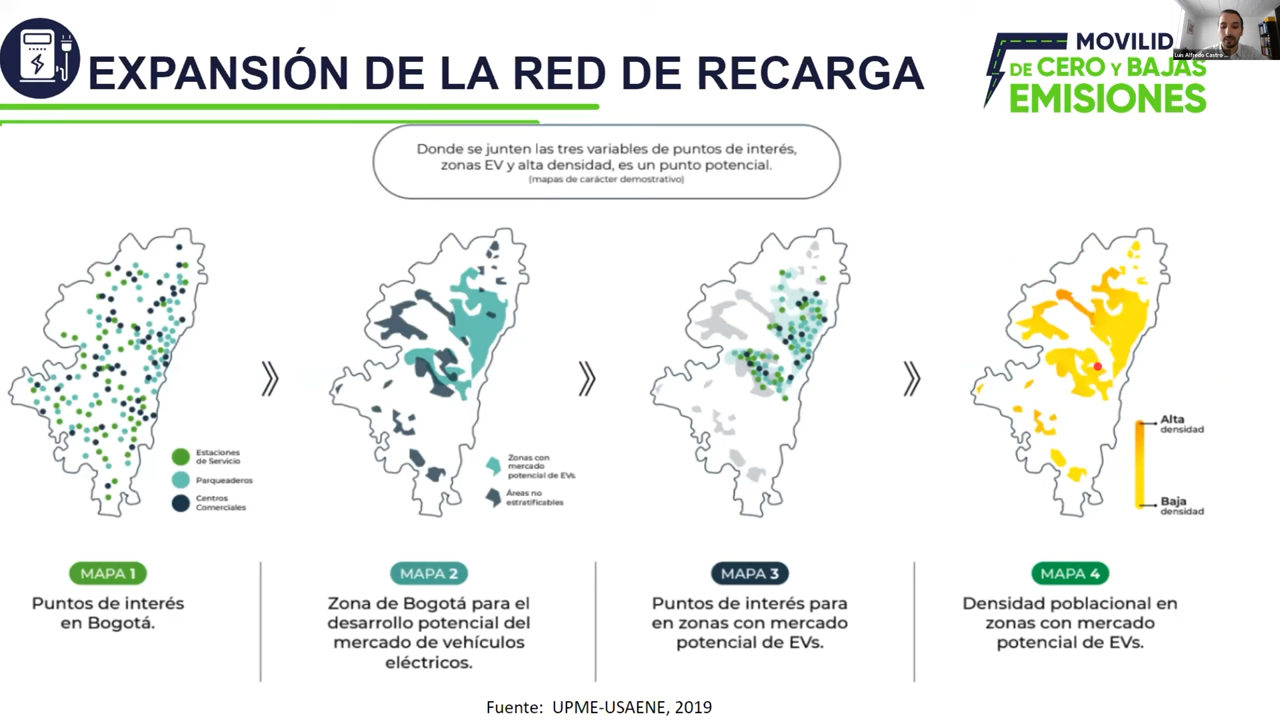 EXPANSIÓN DE LA RED DE RECARGA
MOVILID
DE CERO Y BAJAS
EMISIONES
Luis Alfredo Castro ...
Donde se junten las tres variables de puntos de interés,
zonas EV y alta densidad, es un punto potencial.
(mapas de carácter demostrativo)
Estaciones
de Servicio
Parqueaderos
Centros
Comerciales
Zonas con
mercado
potencial de EVs.
Áreas no
estratificables
Alta
densidad
Baja
densidad
MAPA 1
Puntos de interés
en Bogotá.
MAPA 2
Zona de Bogotá para el
desarrollo potencial del
mercado de vehículos
eléctricos.
MAPA 3
Puntos de interés para
en zonas con mercado
potencial de EVs.
MAPA 4
Densidad poblacional en
zonas con mercado
potencial de EVs.
Fuente: UPME-USAENE, 2019